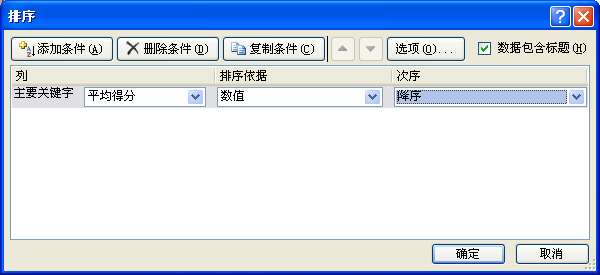 排序
添加条件(A) 删除条件(D) 复制条件(C) 选项(O)... 数据包含标题(H)
列 排序依据 次序
主要关键字 平均得分 数值 降序
确定 取消